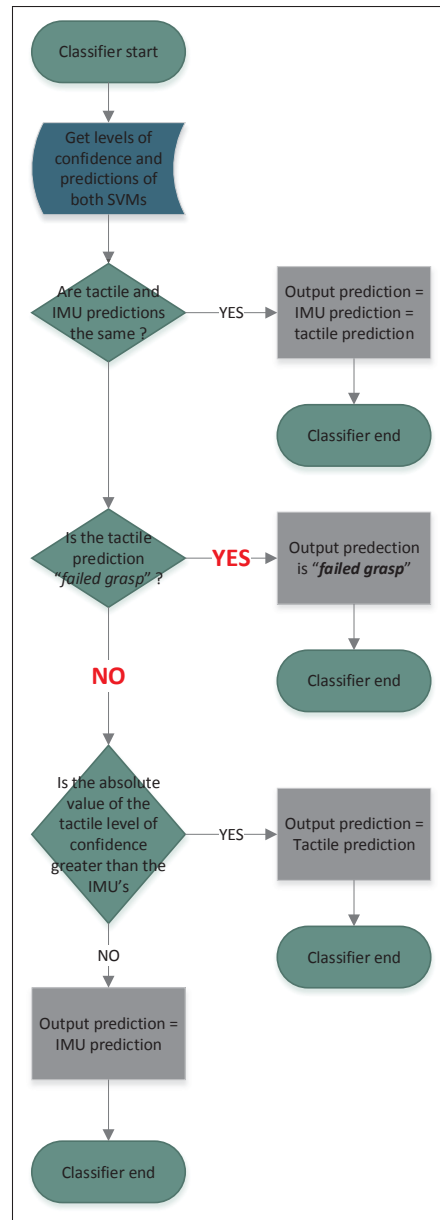 Classifier start
Get levels of
confidence and
predictions of
both SVMs
Are tactile and
IMU predictions
the same ?
YES
Output prediction =
IMU prediction =
tactile prediction
Classifier end
Is the tactile
prediction
“failed grasp” ?
YES
Output predection
is “failed grasp”
Classifier end
NO
Is the absolute
value of the
tactile level of
confidence
greater than the
IMU’s
YES
Output prediction =
Tactile prediction
Classifier end
NO
Output prediction =
IMU prediction
Classifier end